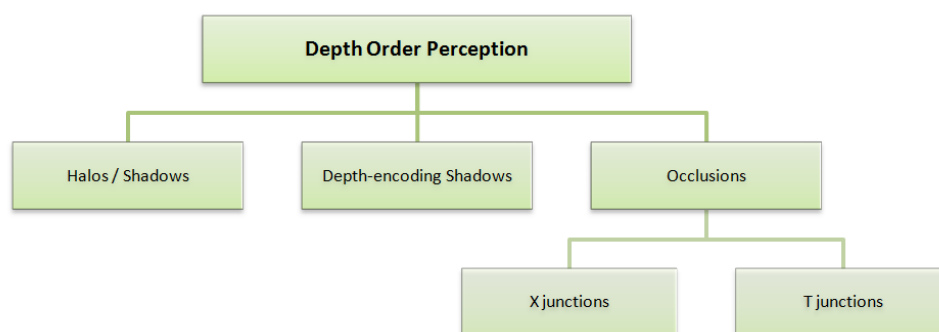 Depth Order Perception
Halos / Shadows
Depth-encoding Shadows
Occlusions
X junctions
T junctions